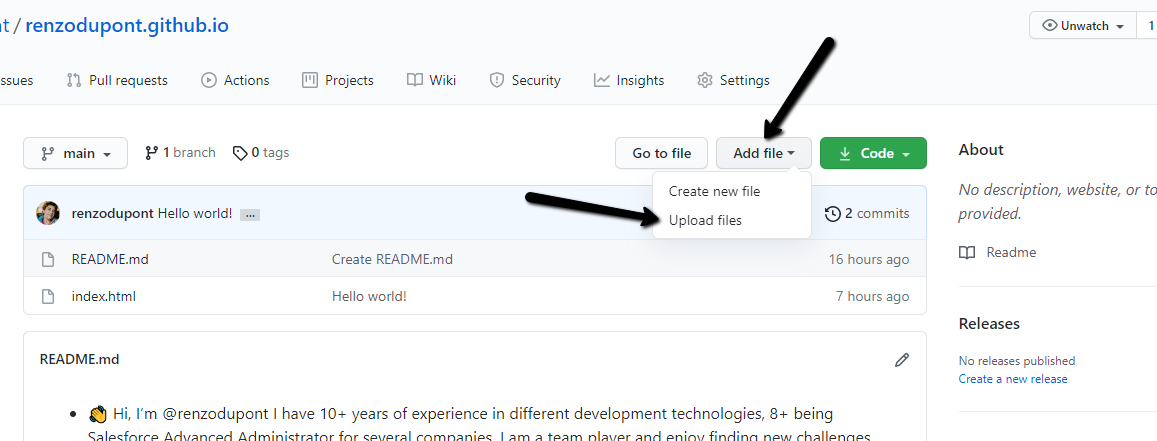 nt / renzodupont.github.io
Unwatch 1
ssues Pull requests Actions Projects Wiki Security Insights Settings
main 1 branch 0 tags Go to file Add file Code
About
Create new file
Upload files
No description, website, or to
provided.
renzodupont Hello world! ... 2 commits
Readme
README.md Create README.md 16 hours ago
index.html Hello world! 7 hours ago
Releases
No releases published
Create a new release
README.md
• 👋 Hi, I'm @renzodupont I have 10+ years of experience in different development technologies, 8+ being
Salesforce Advanced Administrator for several companies. I am a team player and enjoy finding new challenges